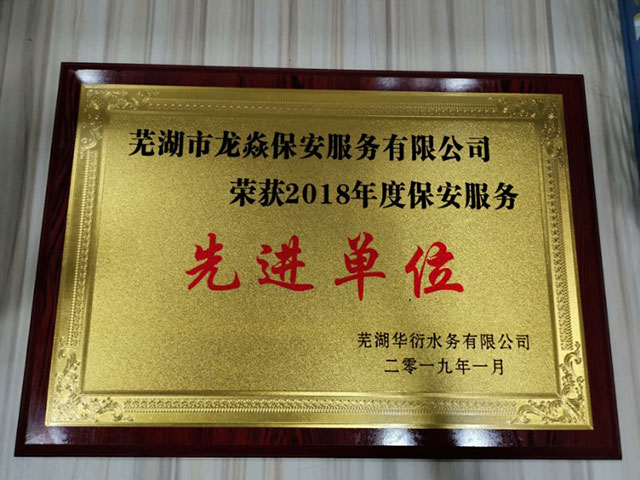 芜湖市龙焱保安服务有限公司
荣获2018年度保安服务
先进单位
芜湖华衍水务有限公司
二零一九年一月